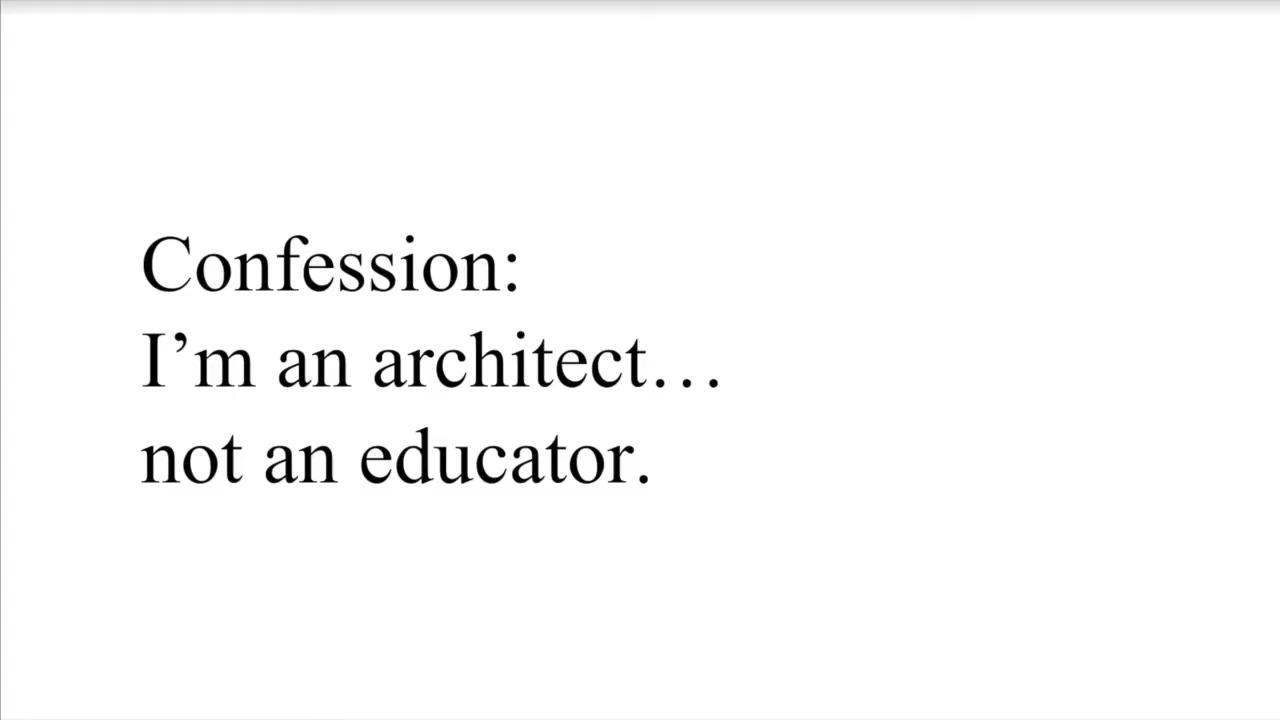 Confession:
I’m an architect…
not an educator.